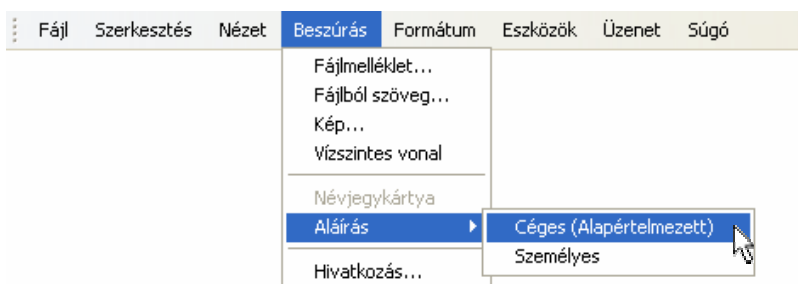 Fájl Szerkesztés Nézet Beszúrás Formátum Eszközök Üzenet Súgó
Fájlmelléklet...
Fájlból szöveg...
Kép...
Vízszintes vonal
Névjegykártya
Aláírás
Céges (Alapértelmezett)
Személyes
Hivatkozás...